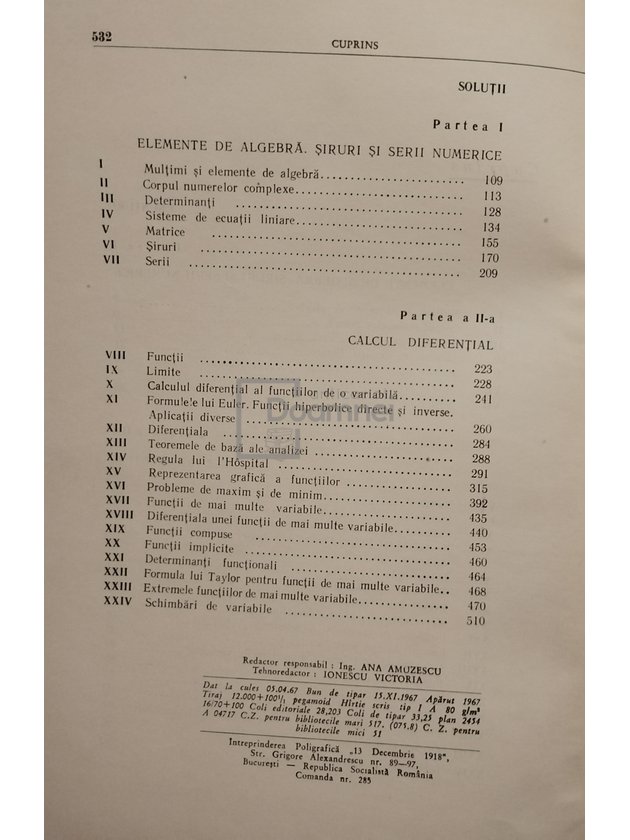 532
CUPRINS
SOLUȚII
Partea I
ELEMENTE DE ALGEBRĂ. ȘIRURI ȘI SERII NUMERICE
I Mulțimi și elemente de algebră 109
II Corpul numerelor complexe 113
III Determinanți 128
IV Sisteme de ecuații liniare 134
V Matrice 155
VI Șiruri 170
VII Serii 209
Partea a II-a
CALCUL DIFERENȚIAL
VIII Funcții 223
IX Limite 228
X Calculul diferențial al funcțiilor de o variabilă 241
XI Formulele lui Euler. Funcții hiperbolice directe și inverse.
Aplicații diverse 260
XII Diferențiala 284
XIII Teoremele de bază ale analizei 288
XIV Regula lui l'Hôspital 291
XV Reprezentarea grafică a funcțiilor 315
XVI Probleme de maxim și de minim 392
XVII Funcții de mai multe variabile 435
XVIII Diferențiala unei funcții de mai multe variabile 440
XIX Funcții compuse 453
XX Funcții implicite 460
XXI Determinanți funcționali 464
XXII Formula lui Taylor pentru funcții de mai multe variabile 468
XXIII Extremele funcțiilor de mai multe variabile 470
XXIV Schimbări de variabile 510
Redactor responsabil : Ing. ANA AMUZESCU
Tehnoredactor : IONESCU VICTORIA
Dat la cules 05.04.67 Bun de tipar 15.XI.1967 Apărut 1967
Tiraj 12.000+100½ pegamoid Hîrtie scris tip I A 80 g/m²
16/70+100 Coli editoriale 28,203 Coli de tipar 33,25 plan 2454
A 04717 C.Z. pentru bibliotecile mari 517. (075.8) C. Z. pentru
bibliotecile mici 51
Intreprinderea Poligrafică „13 Decembrie 1918",
Str. Grigore Alexandrescu nr. 89—97,
București — Republica Socialistă România
Comanda nr. 285